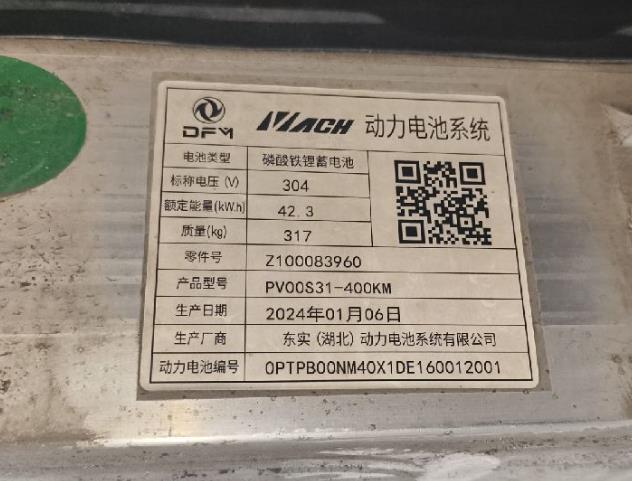 DFM MACH 动力电池系统
电池类型 磷酸铁锂蓄电池
标称电压 (V) 304
额定能量(kW.h) 42.3
质量(kg) 317
零件号 Z100083960
产品型号 PV00S31-400KM
生产日期 2024年01月06日
生产厂商 东实 (湖北) 动力电池系统有限公司
动力电池编号 0PTPB00NM40X1DE160012001